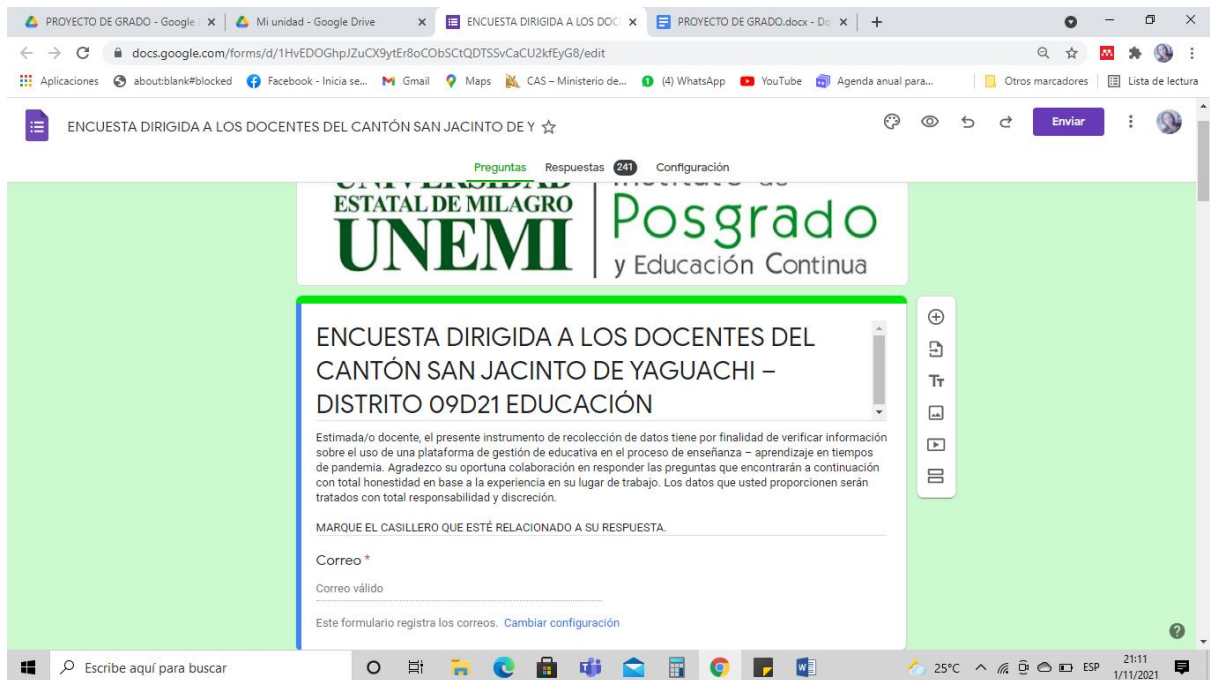 PROYECTO DE GRADO - Google
Mi unidad - Google Drive
ENCUESTA DIRIGIDA A LOS DOC
PROYECTO DE GRADO.docx - Do
docs.google.com/forms/d/1HvEDOGhpJZuCX9ytEr8oCObSCtQDTSSvCaCU2kfEyG8/edit
Aplicaciones about:blank#blocked Facebook - Inicia se... Gmail Maps CAS – Ministerio de... (4) WhatsApp YouTube Agenda anual para... Otros marcadores Lista de lectura
ENCUESTA DIRIGIDA A LOS DOCENTES DEL CANTÓN SAN JACINTO DE Y
Enviar
Preguntas Respuestas 241 Configuración
UNIVERSIDAD
ESTATAL DE MILAGRO
UNEMI
Instituto de
Posgrado
y Educación Continua
ENCUESTA DIRIGIDA A LOS DOCENTES DEL
CANTÓN SAN JACINTO DE YAGUACHI –
DISTRITO 09D21 EDUCACIÓN
Estimada/o docente, el presente instrumento de recolección de datos tiene por finalidad de verificar información
sobre el uso de una plataforma de gestión de educativa en el proceso de enseñanza – aprendizaje en tiempos
de pandemia. Agradezco su oportuna colaboración en responder las preguntas que encontrarán a continuación
con total honestidad en base a la experiencia en su lugar de trabajo. Los datos que usted proporcionen serán
tratados con total responsabilidad y discreción.
MARQUE EL CASILLERO QUE ESTÉ RELACIONADO A SU RESPUESTA.
Correo *
Correo válido
Este formulario registra los correos. Cambiar configuración
Tт
Escribe aquí para buscar
25°C ESP
21:11
1/11/2021